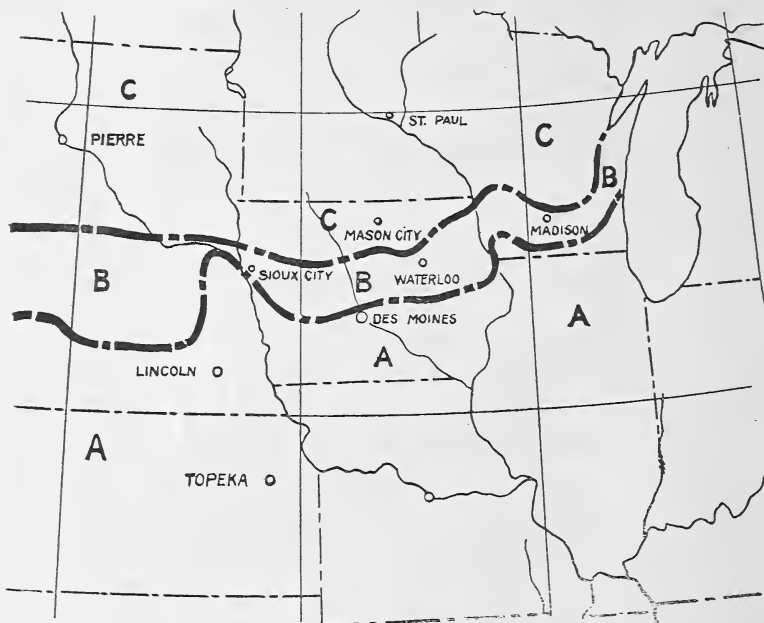 C
ST. PAUL
PIERRE
C
B
C
MASON CITY
MADISON
B
SIOUX CITY
B
WATERLOO
DES MOINES
A
A
LINCOLN
A
TOPEKA